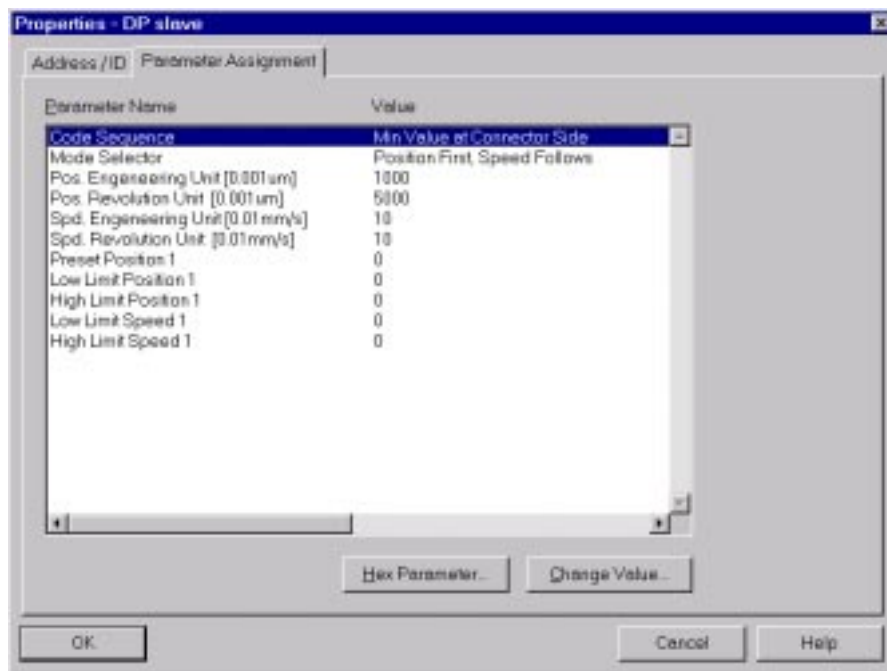 Properties - DP slave
Address / ID Parameter Assignment
Parameter Name Value
Code Sequence Min Value at Connector Side
Mode Selector Position First, Speed Follows
Pos. Engeneering Unit [0.001um] 1000
Pos. Revolution Unit [0.001um] 5000
Spd. Engeneering Unit [0.01mm/s] 10
Spd. Revolution Unit [0.01mm/s] 10
Preset Position 1 0
Low Limit Position 1 0
High Limit Position 1 0
Low Limit Speed 1 0
High Limit Speed 1 0
Hex Parameter... Change Value...
OK Cancel Help